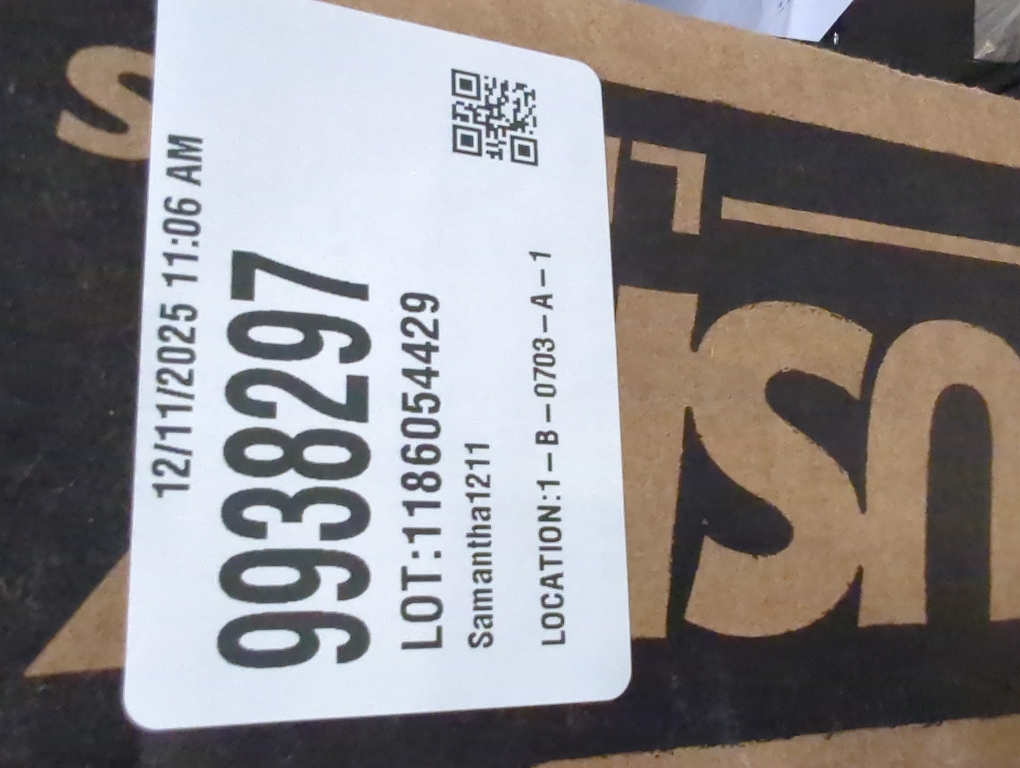 12/11/2025 11:06 AM
9938297
LOT:1186054429
Samantha1211
LOCATION:1-B-0703-A-1